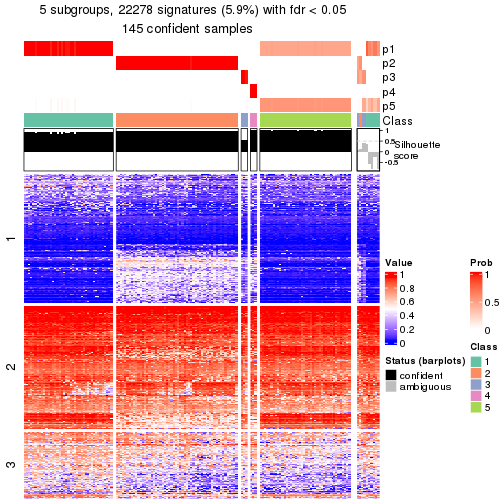 5 subgroups, 22278 signatures (5.9%) with fdr < 0.05
145 confident samples
p1
p2
p3
p4
p5
Class
1
0.5
0
-0.5
Silhouette
score
1
2
3
Value
1
0.8
0.6
0.4
0.2
0
Status (barplots)
confident
ambiguous
Prob
1
0.5
0
Class
1
2
3
4
5